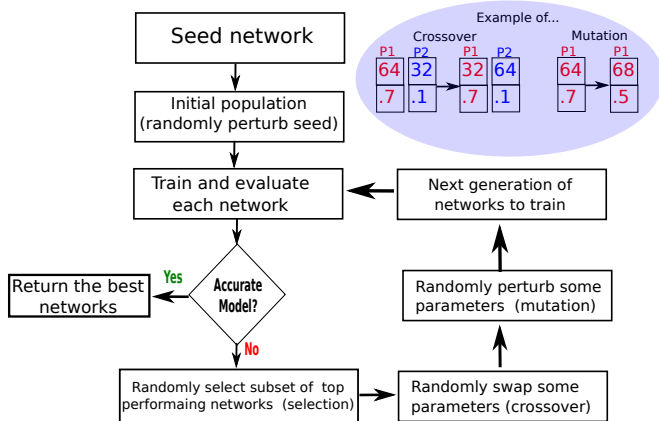 Seed network
Initial population
(randomly perturb seed)
Train and evaluate
each network
Accurate
Model?
Yes
Return the best
networks
No
Randomly select subset of top
performaing networks (selection)
Randomly swap some
parameters (crossover)
Randomly perturb some
parameters (mutation)
Next generation of
networks to train
Example of...
Crossover
P1 P2 P1 P2
64 32 32 64
.7 .1 .7 .1
Mutation
P1 P1
64 68
.7 .5